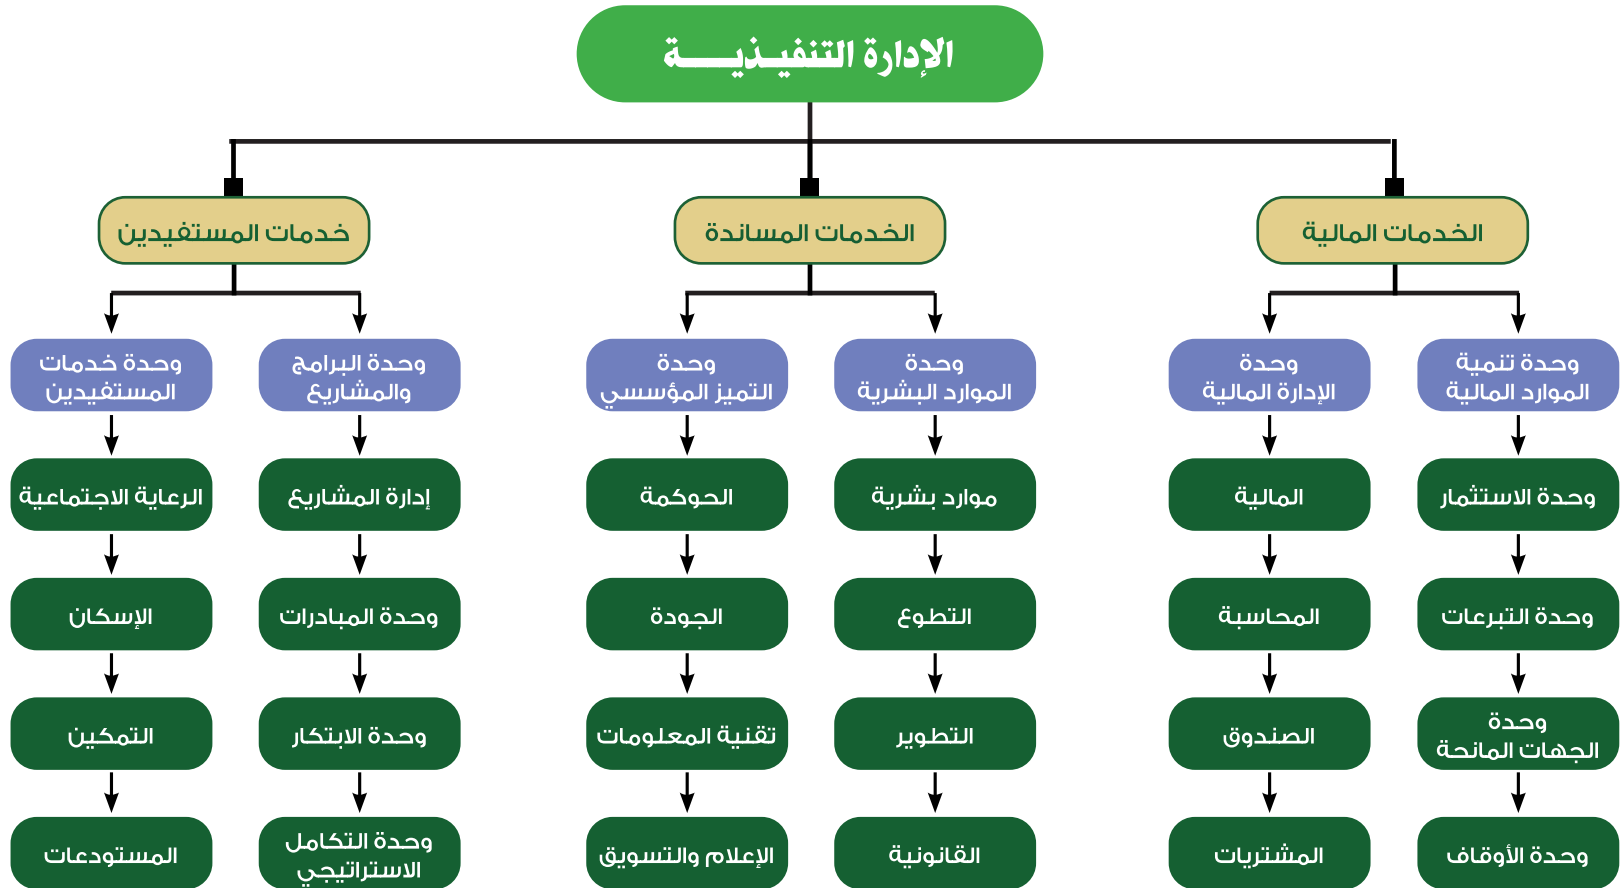 الإدارة التنفيذية
الخدمات المالية
الخدمات المساندة
خدمات المستفيدين
وحدة تنمية
الموارد المالية
وحدة
الإدارة المالية
وحدة
الموارد البشرية
وحدة
التميز المؤسسي
وحدة البرامج
والمشاريع
وحدة خدمات
المستفيدين
وحدة الاستثمار
المالية
موارد بشرية
الحوكمة
إدارة المشاريع
الرعاية الاجتماعية
وحدة التبرعات
المحاسبة
التطوع
الجودة
وحدة المبادرات
الإسكان
وحدة
الجهات المانحة
الصندوق
التطوير
تقنية المعلومات
وحدة الابتكار
التمكين
وحدة الأوقاف
المشتريات
القانونية
الإعلام والتسويق
وحدة التكامل
الاستراتيجي
المستودعات